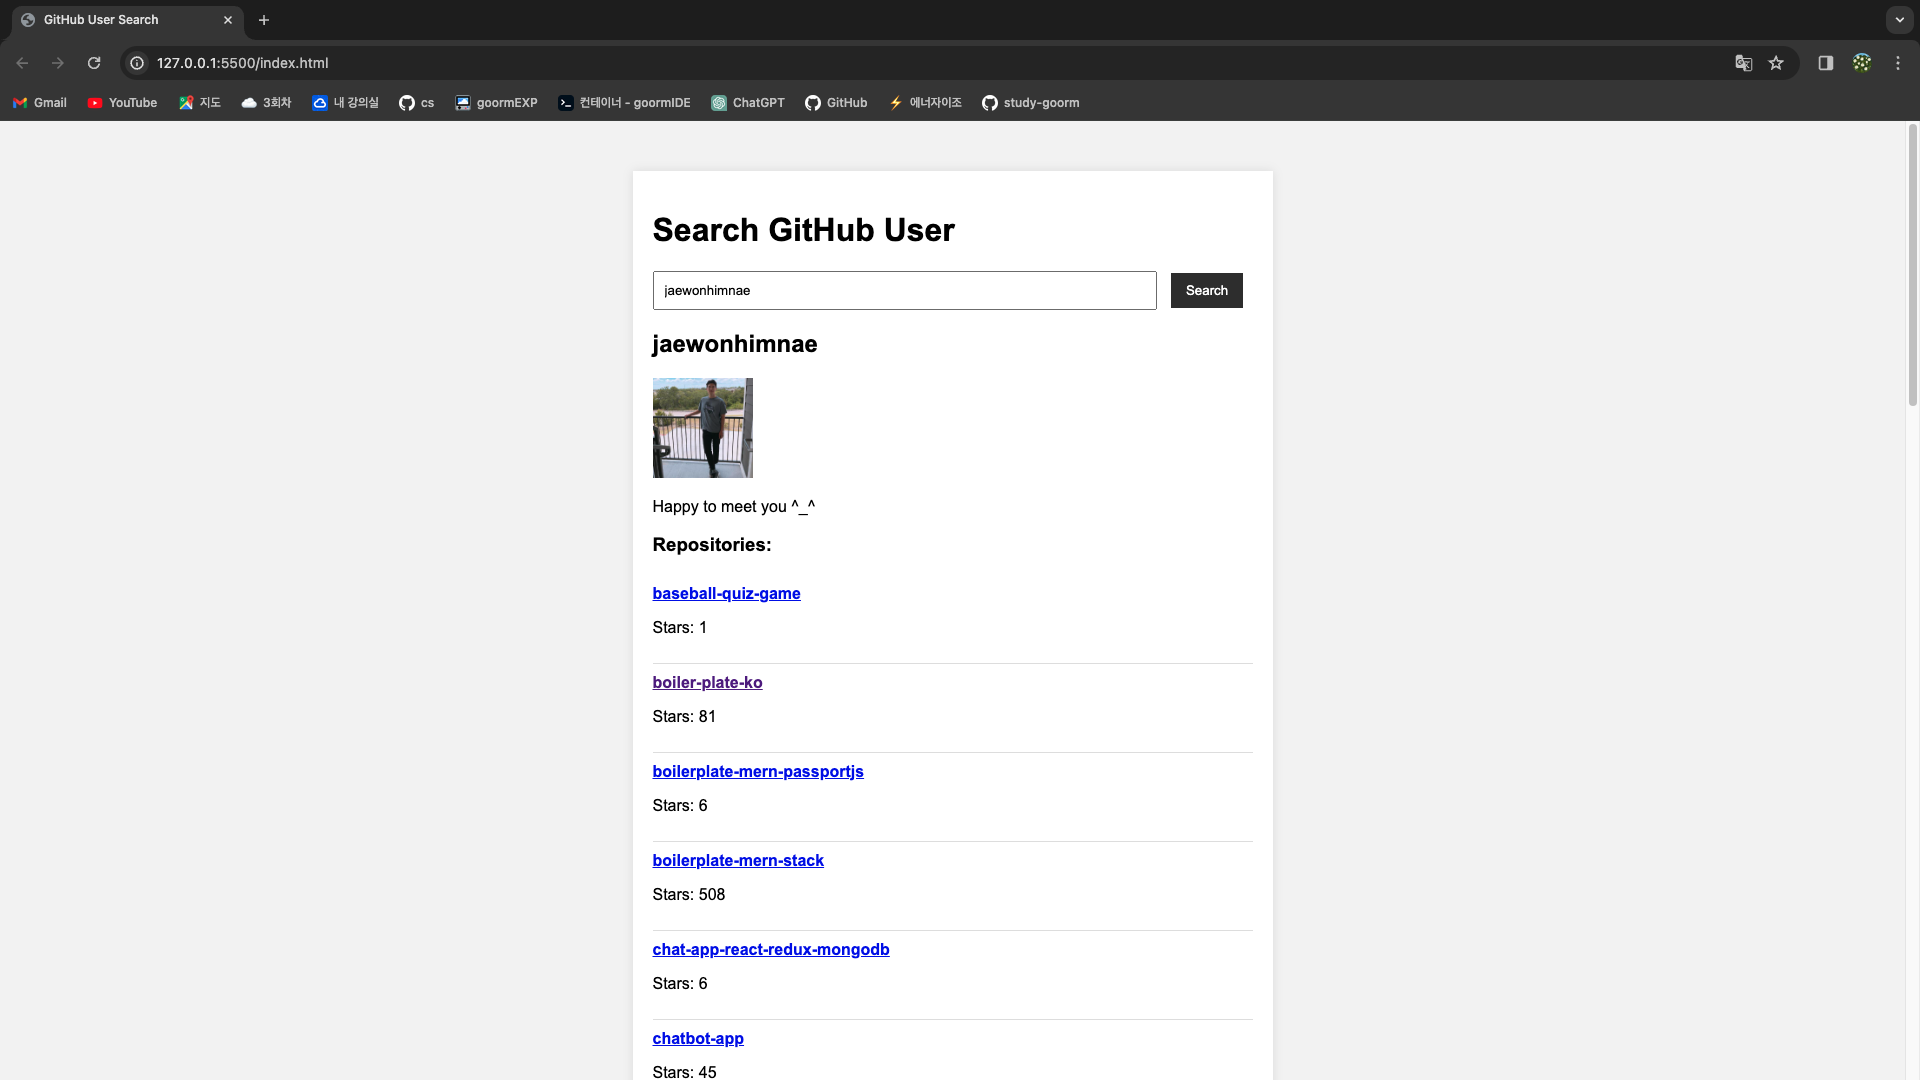 GitHub User Search
127.0.0.1:5500/index.html
Gmail YouTube 지도 3회차 내 강의실 cs goormEXP 컨테이너 - goormIDE ChatGPT GitHub 에너자이조 study-goorm
Search GitHub User
jaewonhimnae Search
jaewonhimnae
Happy to meet you ^_^
Repositories:
baseball-quiz-game
Stars: 1
boiler-plate-ko
Stars: 81
boilerplate-mern-passportjs
Stars: 6
boilerplate-mern-stack
Stars: 508
chat-app-react-redux-mongodb
Stars: 6
chatbot-app
Stars: 45